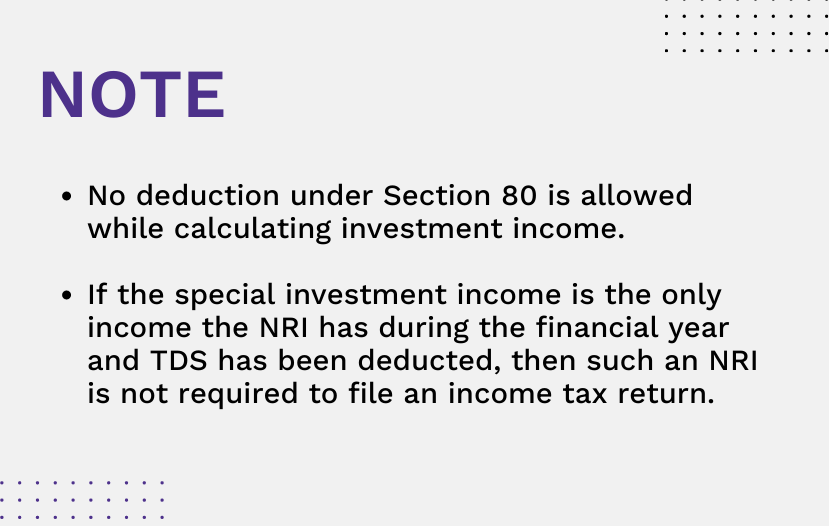 NOTE
• No deduction under Section 80 is allowed
while calculating investment income.
• If the special investment income is the only
income the NRI has during the financial year
and TDS has been deducted, then such an NRI
is not required to file an income tax return.